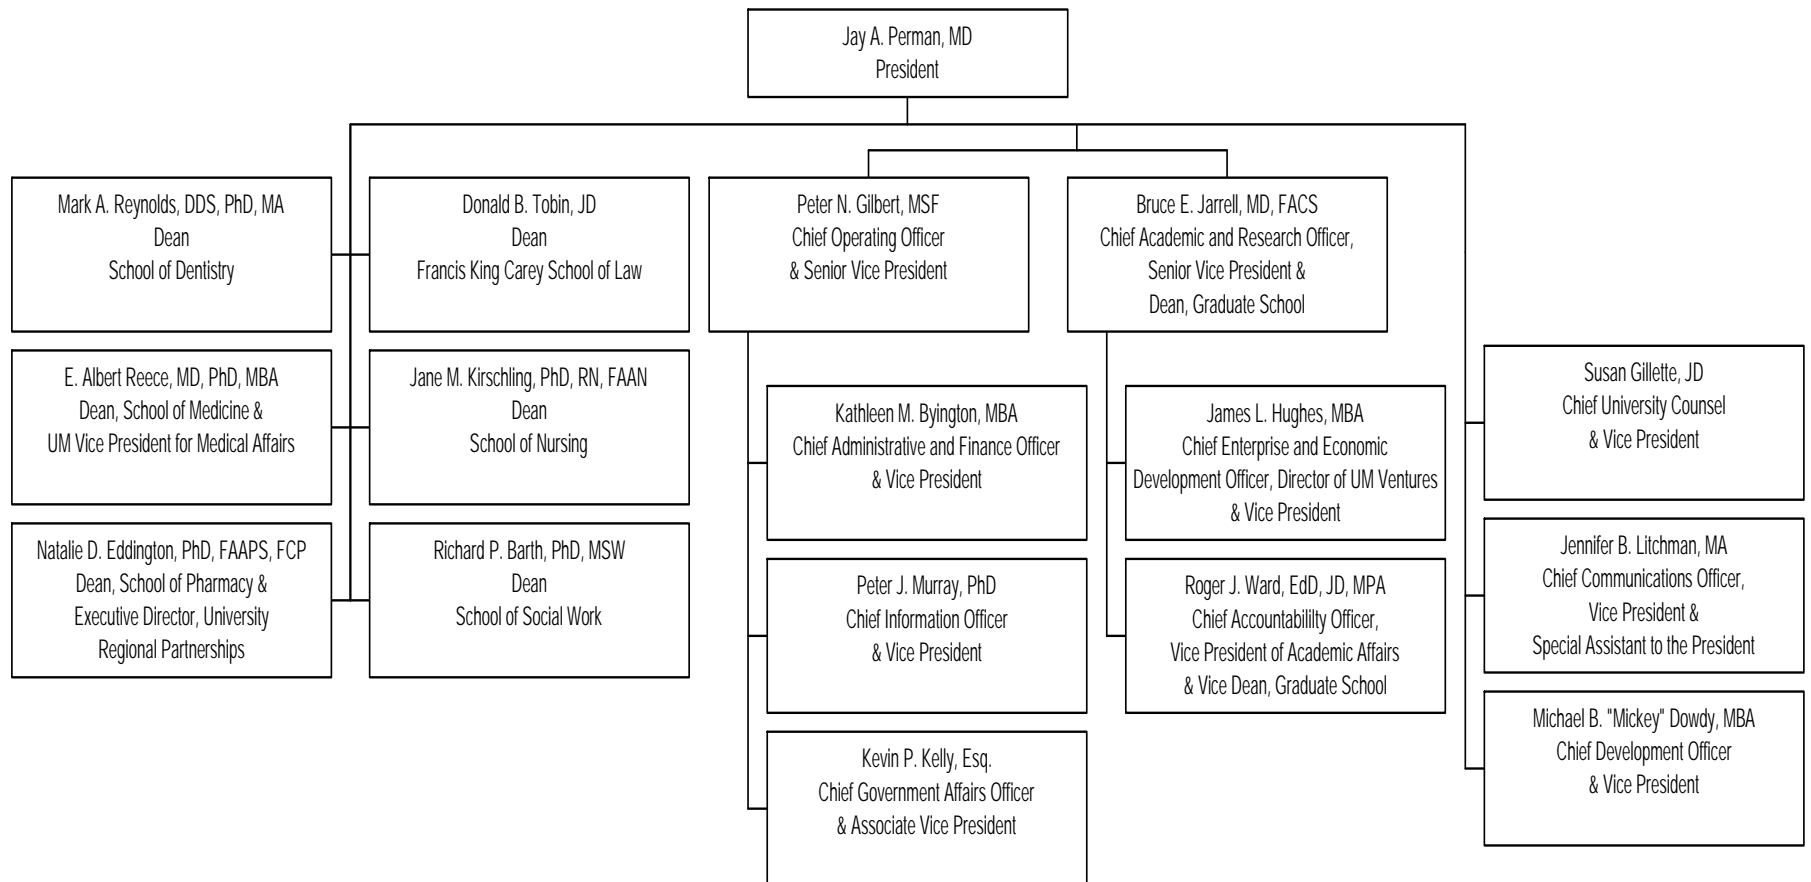 Jay A. Perman, MD
President
Mark A. Reynolds, DDS, PhD, MA
Dean
School of Dentistry
Donald B. Tobin, JD
Dean
Francis King Carey School of Law
Peter N. Gilbert, MSF
Chief Operating Officer
& Senior Vice President
Bruce E. Jarrell, MD, FACS
Chief Academic and Research Officer,
Senior Vice President &
Dean, Graduate School
E. Albert Reece, MD, PhD, MBA
Dean, School of Medicine &
UM Vice President for Medical Affairs
Jane M. Kirschling, PhD, RN, FAAN
Dean
School of Nursing
Natalie D. Eddington, PhD, FAAPS, FCP
Dean, School of Pharmacy &
Executive Director, University
Regional Partnerships
Richard P. Barth, PhD, MSW
Dean
School of Social Work
Kathleen M. Byington, MBA
Chief Administrative and Finance Officer
& Vice President
Peter J. Murray, PhD
Chief Information Officer
& Vice President
Kevin P. Kelly, Esq.
Chief Government Affairs Officer
& Associate Vice President
James L. Hughes, MBA
Chief Enterprise and Economic
Development Officer, Director of UM Ventures
& Vice President
Roger J. Ward, EdD, JD, MPA
Chief Accountabililty Officer,
Vice President of Academic Affairs
& Vice Dean, Graduate School
Susan Gillette, JD
Chief University Counsel
& Vice President
Jennifer B. Litchman, MA
Chief Communications Officer,
Vice President &
Special Assistant to the President
Michael B. "Mickey" Dowdy, MBA
Chief Development Officer
& Vice President